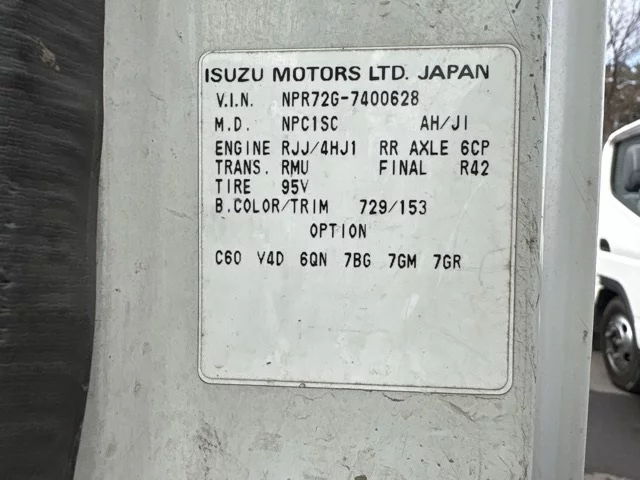 ISUZU MOTORS LTD. JAPAN
V.I.N. NPR72G-7400628
M.D. NPC1SC AH/JI
ENGINE RJJ/4HJ1 RR AXLE 6CP
TRANS. RMU FINAL R42
TIRE 95V
B.COLOR/TRIM 729/153
OPTION
C60 V4D 6QN 7BG 7GM 7GR